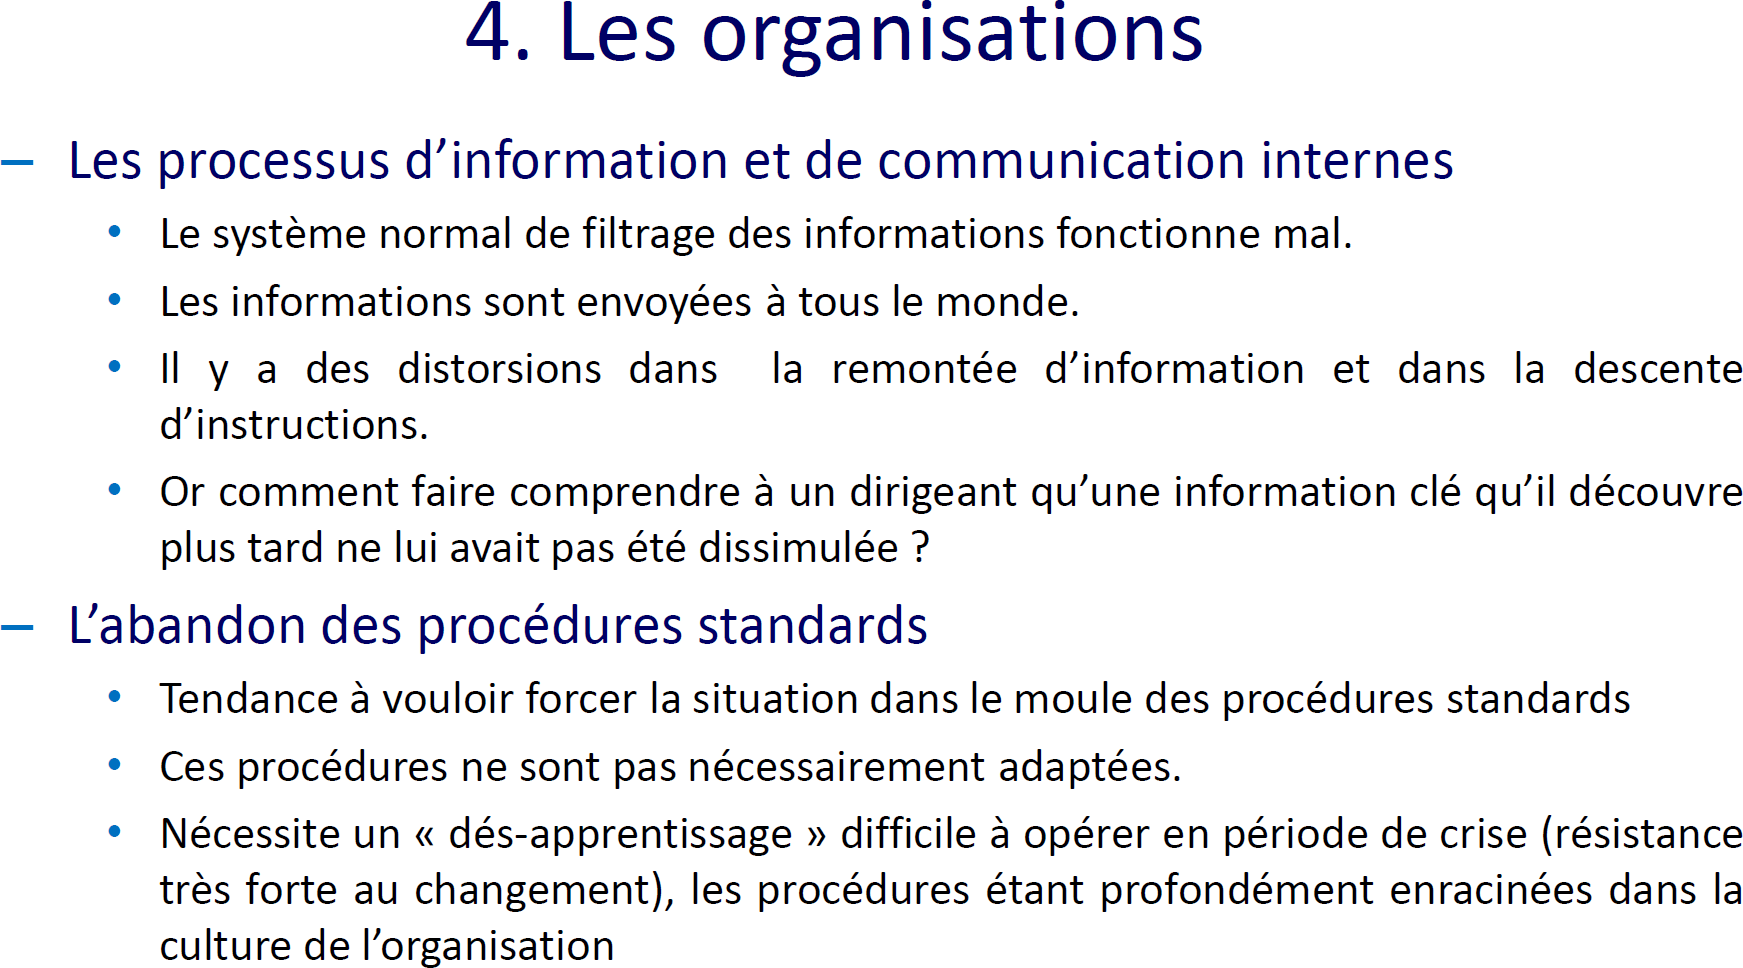 4. Les organisations
– Les processus d’information et de communication internes
• Le système normal de filtrage des informations fonctionne mal.
• Les informations sont envoyées à tous le monde.
• Il y a des distorsions dans la remontée d’information et dans la descente
d’instructions.
• Or comment faire comprendre à un dirigeant qu’une information clé qu’il découvre
plus tard ne lui avait pas été dissimulée ?
– L’abandon des procédures standards
• Tendance à vouloir forcer la situation dans le moule des procédures standards
• Ces procédures ne sont pas nécessairement adaptées.
• Nécessite un « dés-apprentissage » difficile à opérer en période de crise (résistance
très forte au changement), les procédures étant profondément enracinées dans la
culture de l’organisation